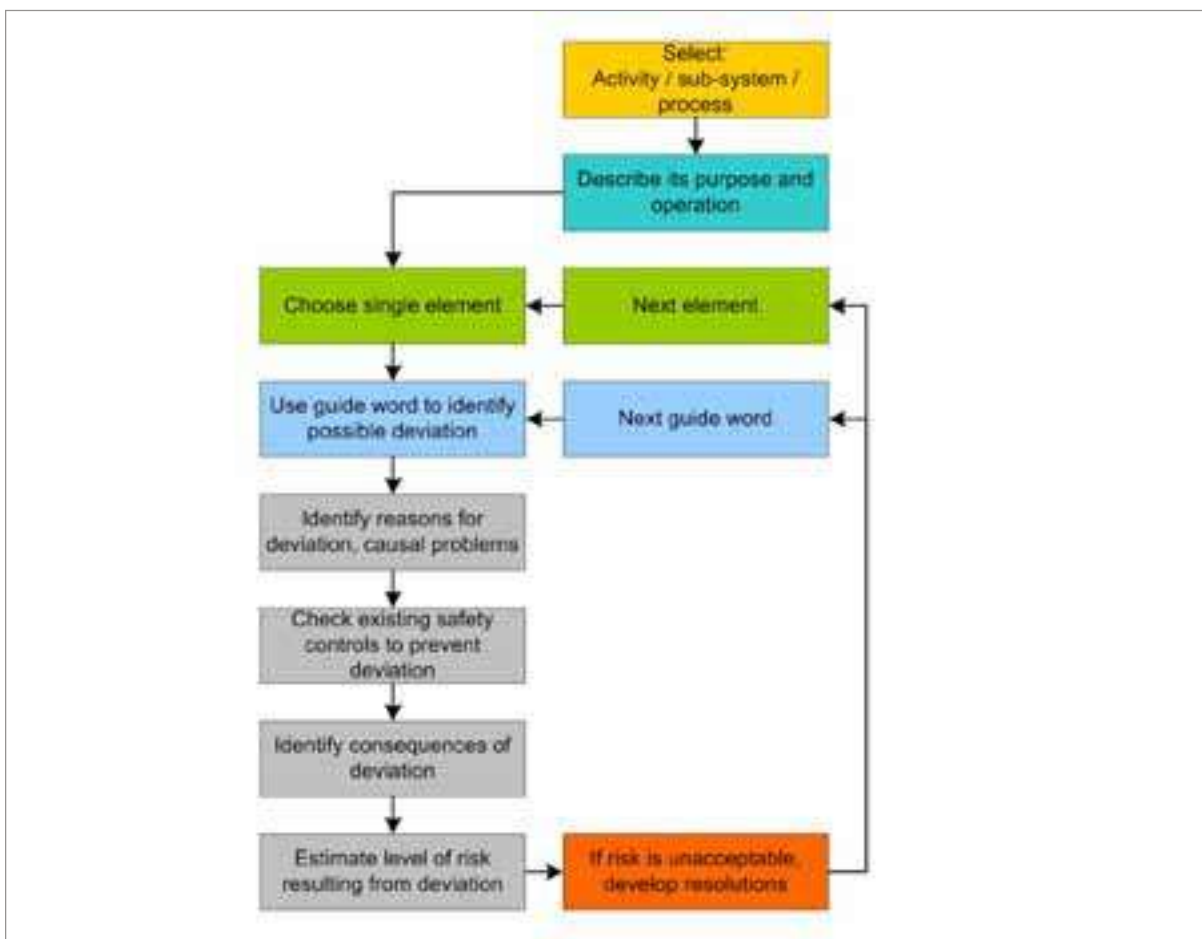 Select:
Activity / sub-system /
process
Describe its purpose and
operation
Choose single element
Next element
Use guide word to identify
possible deviation
Next guide word
Identify reasons for
deviation, causal problems
Check existing safety
controls to prevent
deviation
Identify consequences of
deviation
Estimate level of risk
resulting from deviation
If risk is unacceptable,
develop resolutions